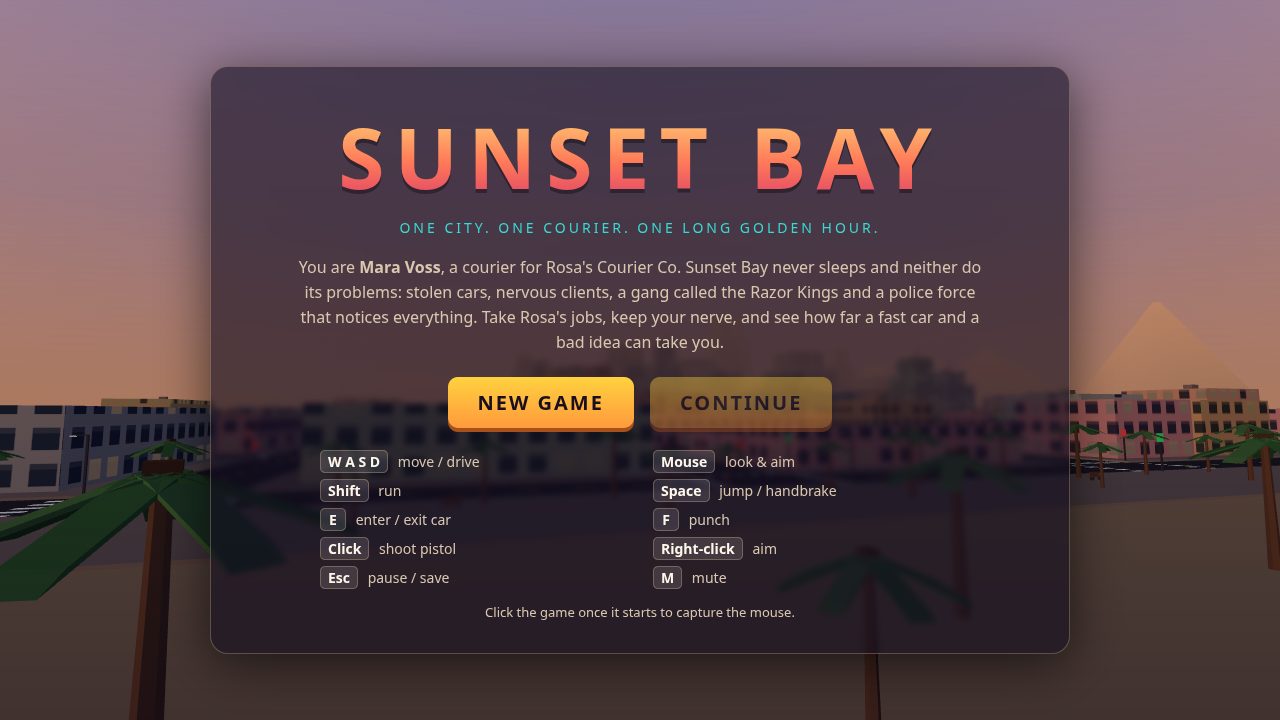 SUNSET BAY
ONE CITY. ONE COURIER. ONE LONG GOLDEN HOUR.
You are Mara Voss, a courier for Rosa's Courier Co. Sunset Bay never sleeps and neither do
its problems: stolen cars, nervous clients, a gang called the Razor Kings and a police force
that notices everything. Take Rosa's jobs, keep your nerve, and see how far a fast car and a
bad idea can take you.
NEW GAME CONTINUE
W A S D move / drive Mouse look & aim
Shift run Space jump / handbrake
E enter / exit car F punch
Click shoot pistol Right-click aim
Esc pause / save M mute
Click the game once it starts to capture the mouse.